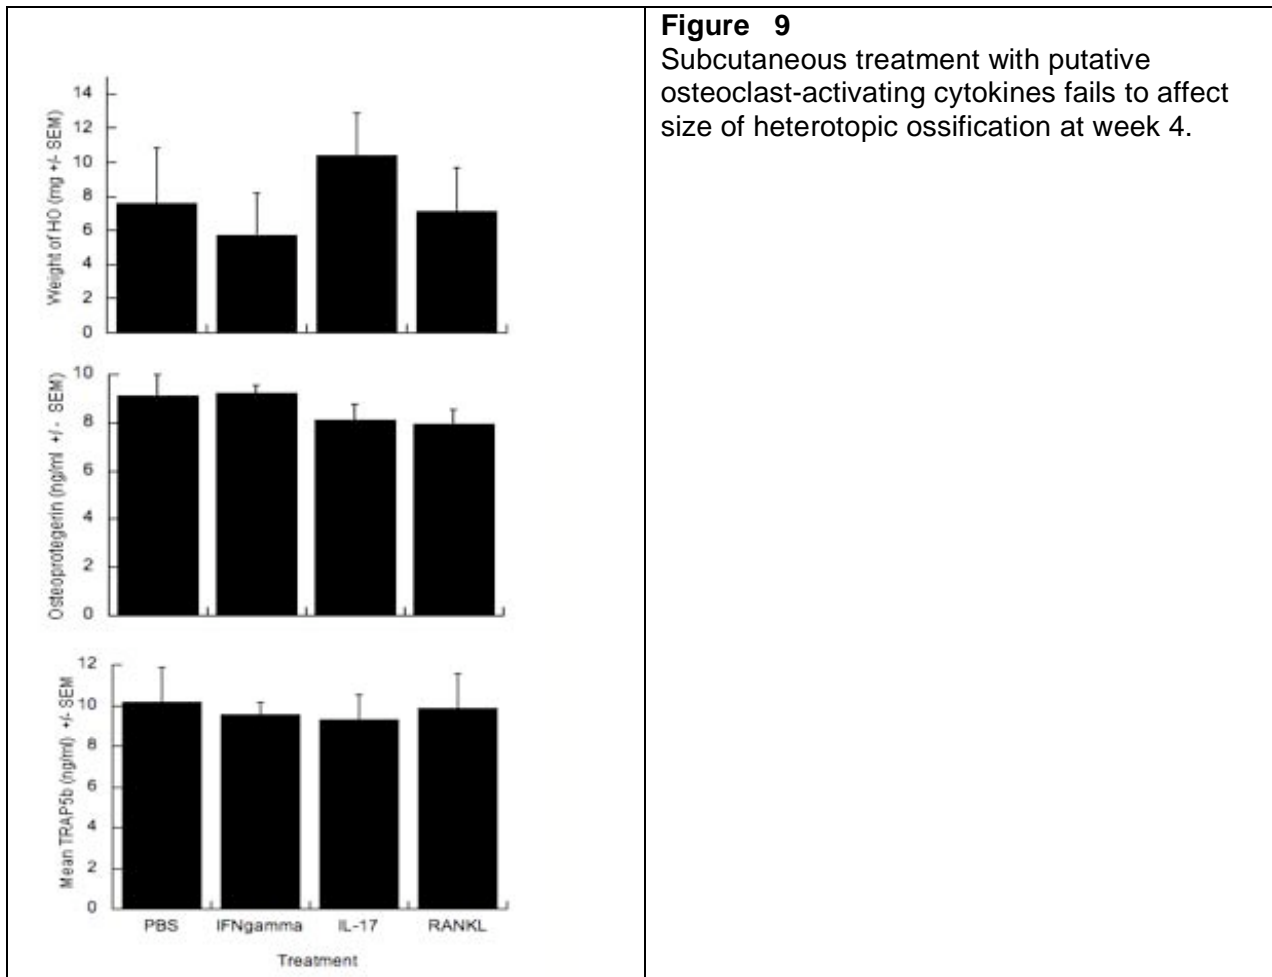 Figure 9
Subcutaneous treatment with putative
osteoclast-activating cytokines fails to affect
size of heterotopic ossification at week 4.
Weight of HO (mg +/- SEM)
14
12
10
8
6
4
2
0
Osteoprotegerin (ng/ml +/- SEM)
10
8
6
4
2
0
Mean TRAP5b (ng/ml) +/- SEM
12
10
8
6
4
2
0
PBS IFNgamma IL-17 RANKL
Treatment